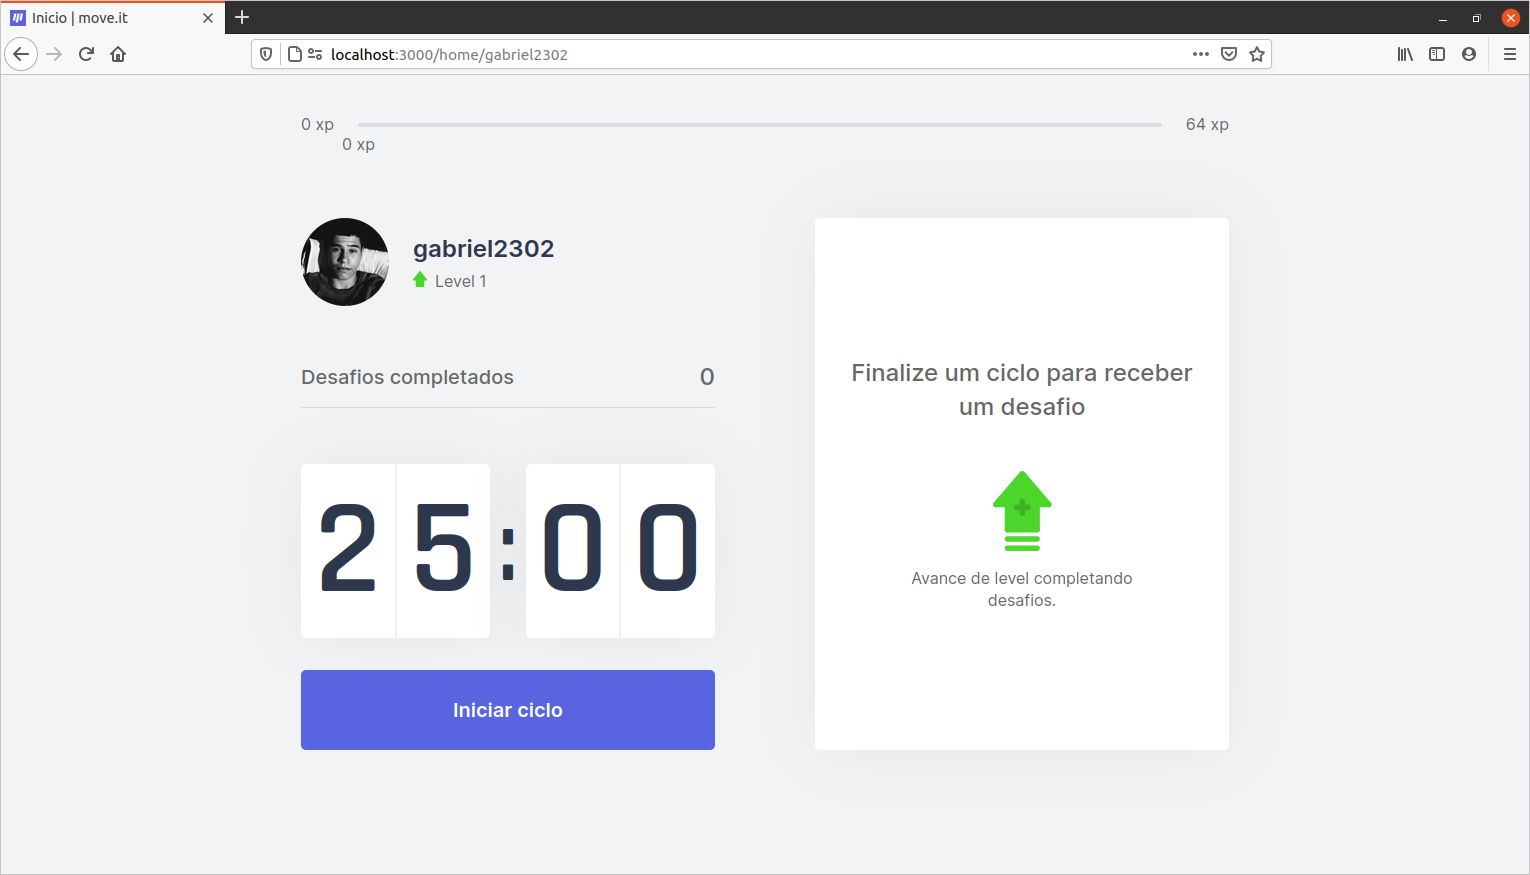 Inicio | move.it
localhost:3000/home/gabriel2302
0 xp
64 xp
0 xp
gabriel2302
Level 1
Desafios completados 0
25:00
Iniciar ciclo
Finalize um ciclo para receber
um desafio
Avance de level completando
desafios.